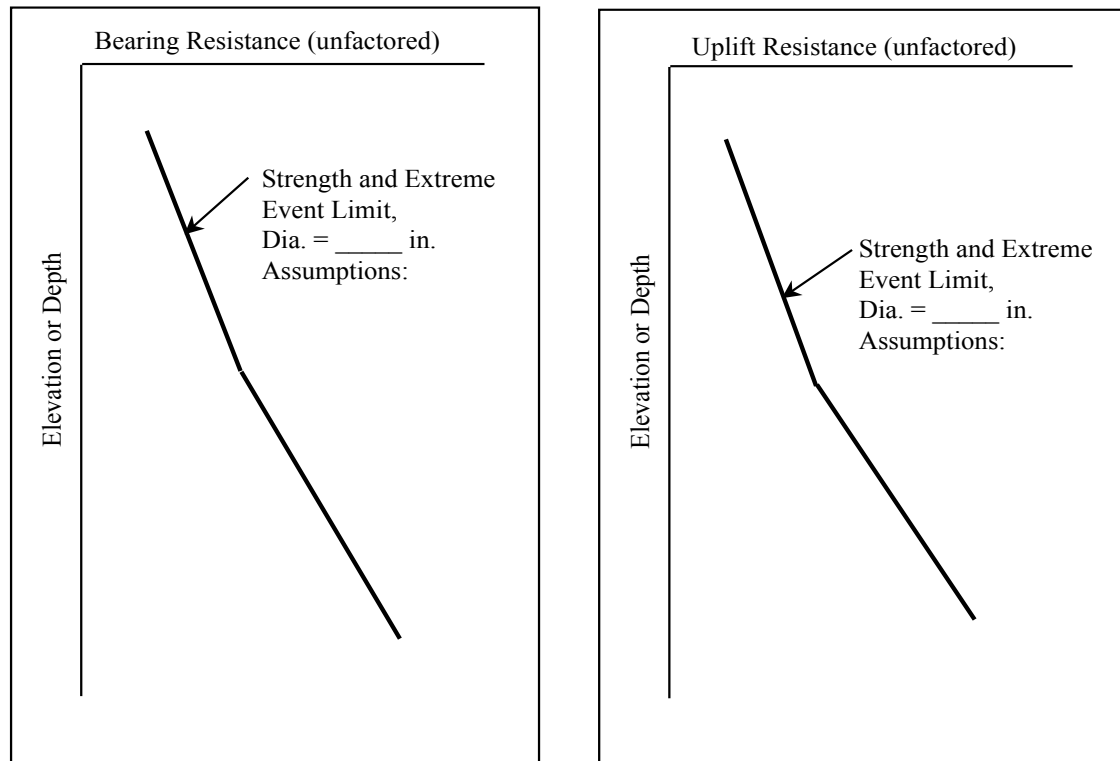 Bearing Resistance (unfactored)
Strength and Extreme
Event Limit,
Dia. = _____ in.
Assumptions:
Elevation or Depth
Uplift Resistance (unfactored)
Strength and Extreme
Event Limit,
Dia. = _____ in.
Assumptions:
Elevation or Depth